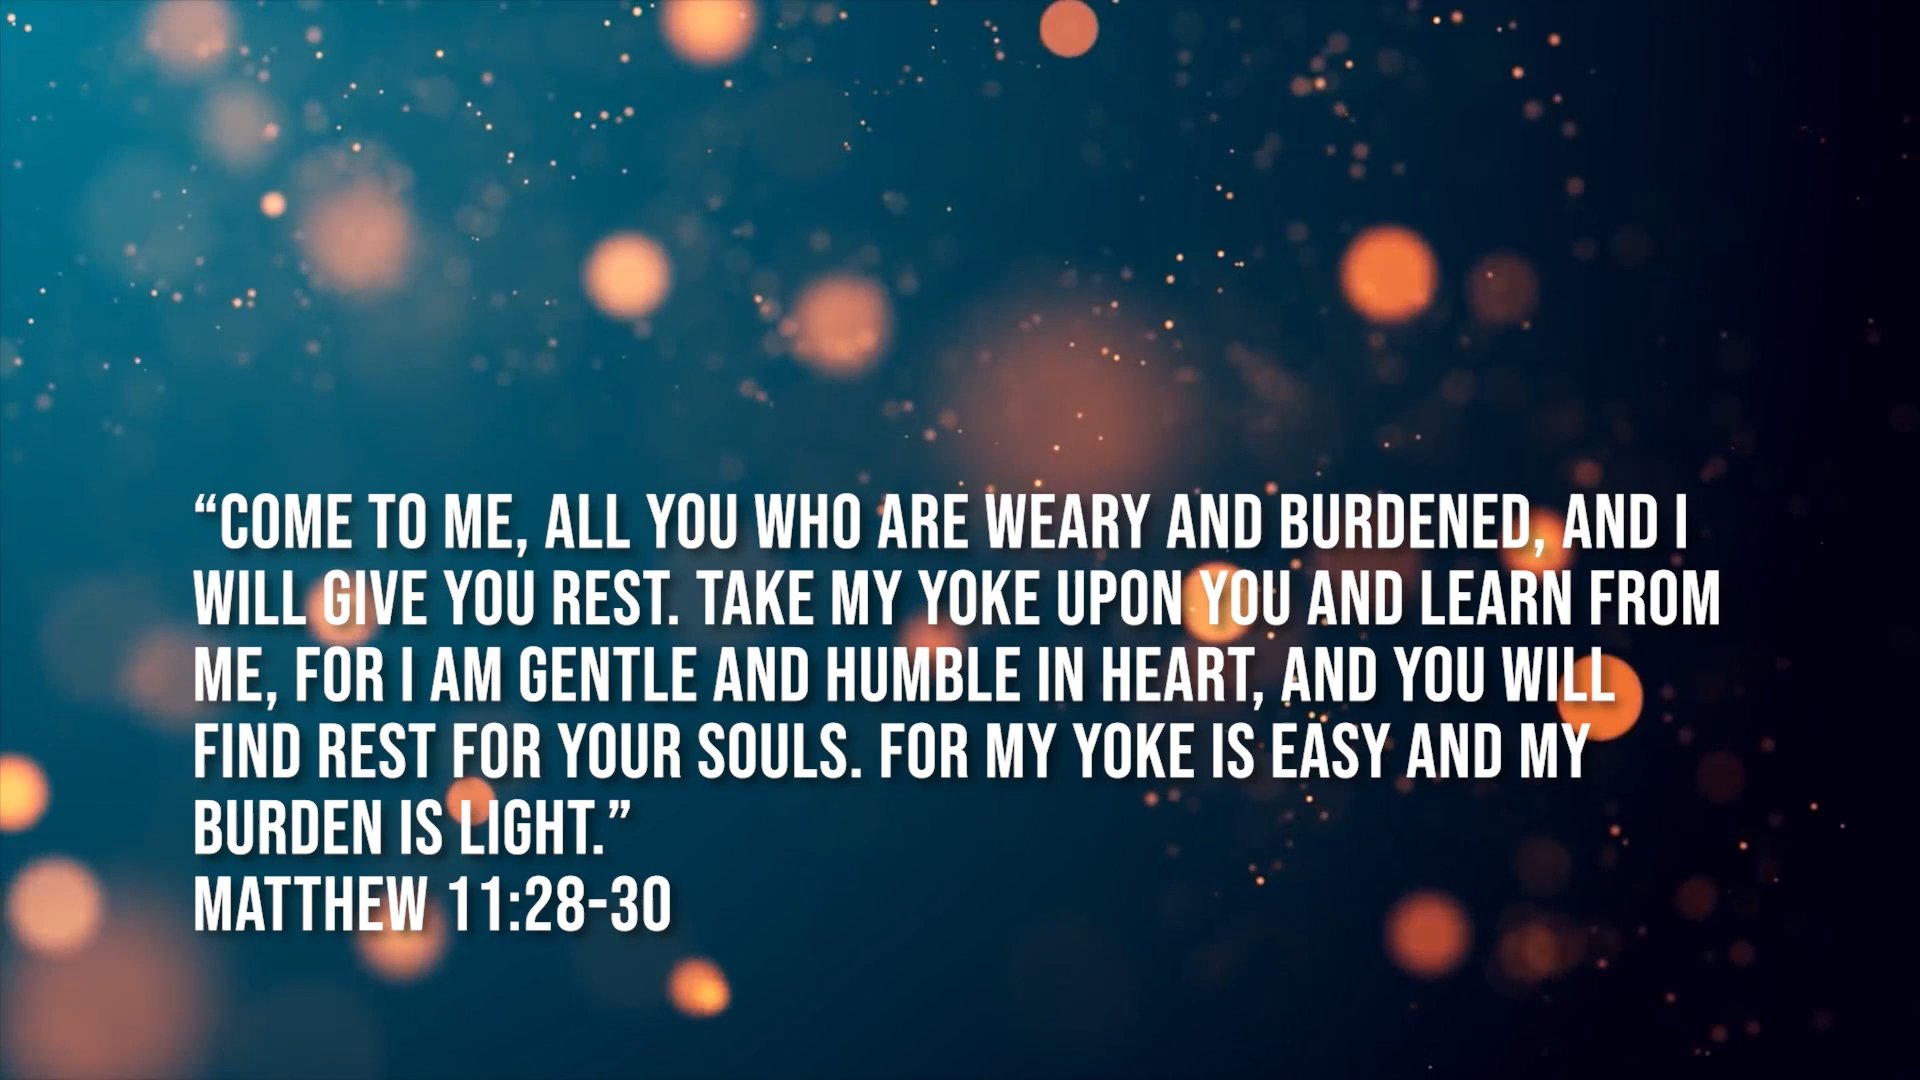 “COME TO ME, ALL YOU WHO ARE WEARY AND BURDENED, AND I
WILL GIVE YOU REST. TAKE MY YOKE UPON YOU AND LEARN FROM
ME, FOR I AM GENTLE AND HUMBLE IN HEART, AND YOU WILL
FIND REST FOR YOUR SOULS. FOR MY YOKE IS EASY AND MY
BURDEN IS LIGHT.”
MATTHEW 11:28-30